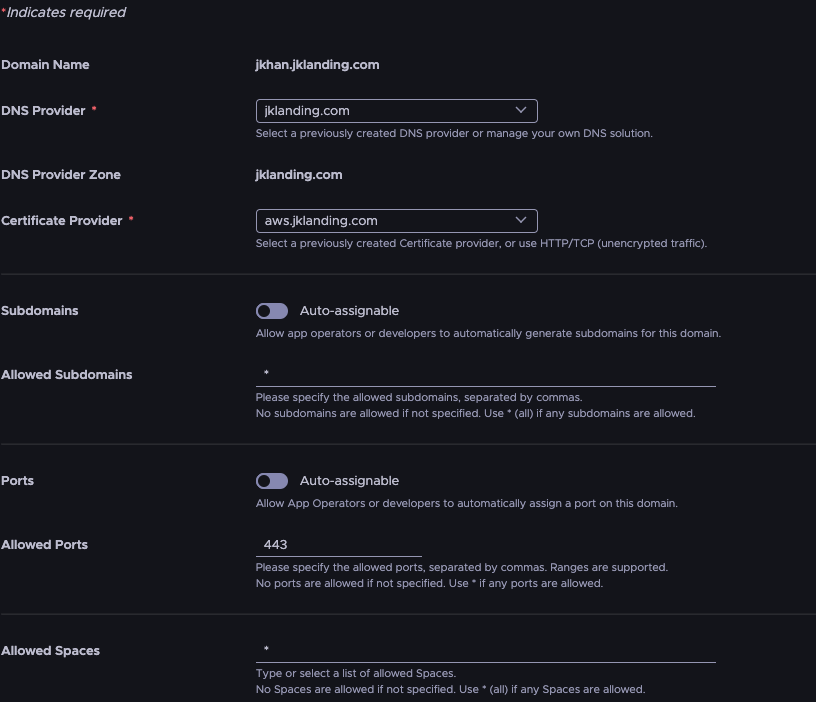 *Indicates required
Domain Name jkhan.jklanding.com
DNS Provider * jklanding.com
Select a previously created DNS provider or manage your own DNS solution.
DNS Provider Zone jklanding.com
Certificate Provider * aws.jklanding.com
Select a previously created Certificate provider, or use HTTP/TCP (unencrypted traffic).
Subdomains Auto-assignable
Allow app operators or developers to automatically generate subdomains for this domain.
Allowed Subdomains *
Please specify the allowed subdomains, separated by commas.
No subdomains are allowed if not specified. Use * (all) if any subdomains are allowed.
Ports Auto-assignable
Allow App Operators or developers to automatically assign a port on this domain.
Allowed Ports 443
Please specify the allowed ports, separated by commas. Ranges are supported.
No ports are allowed if not specified. Use * if any ports are allowed.
Allowed Spaces *
Type or select a list of allowed Spaces.
No Spaces are allowed if not specified. Use * (all) if any Spaces are allowed.